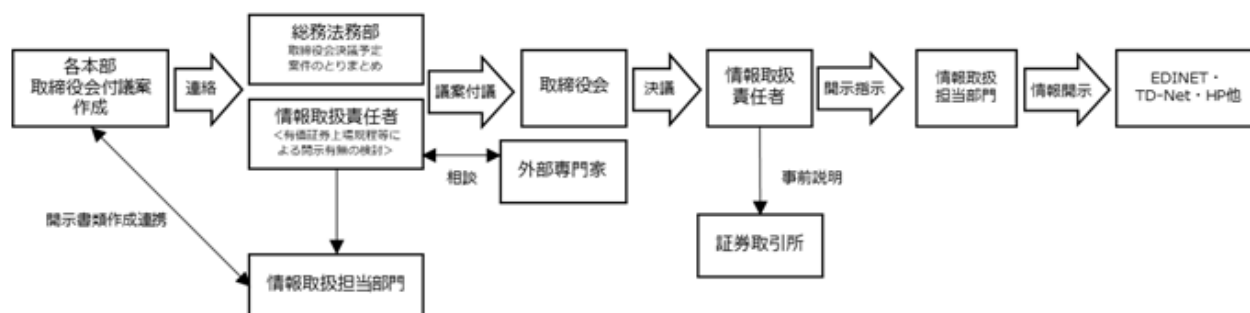 各本部
取締役会付議案
作成
連絡
総務法務部
取締役会決議予定
案件のとりまとめ
情報取扱責任者
<有価証券上場規程等に
よる開示有無の検討>
議案付議
取締役会
決議
情報取扱
責任者
開示指示
情報取扱
担当部門
情報開示
EDINET・
TD-Net・HP他
相談
外部専門家
事前説明
証券取引所
開示書類作成連携
情報取扱担当部門